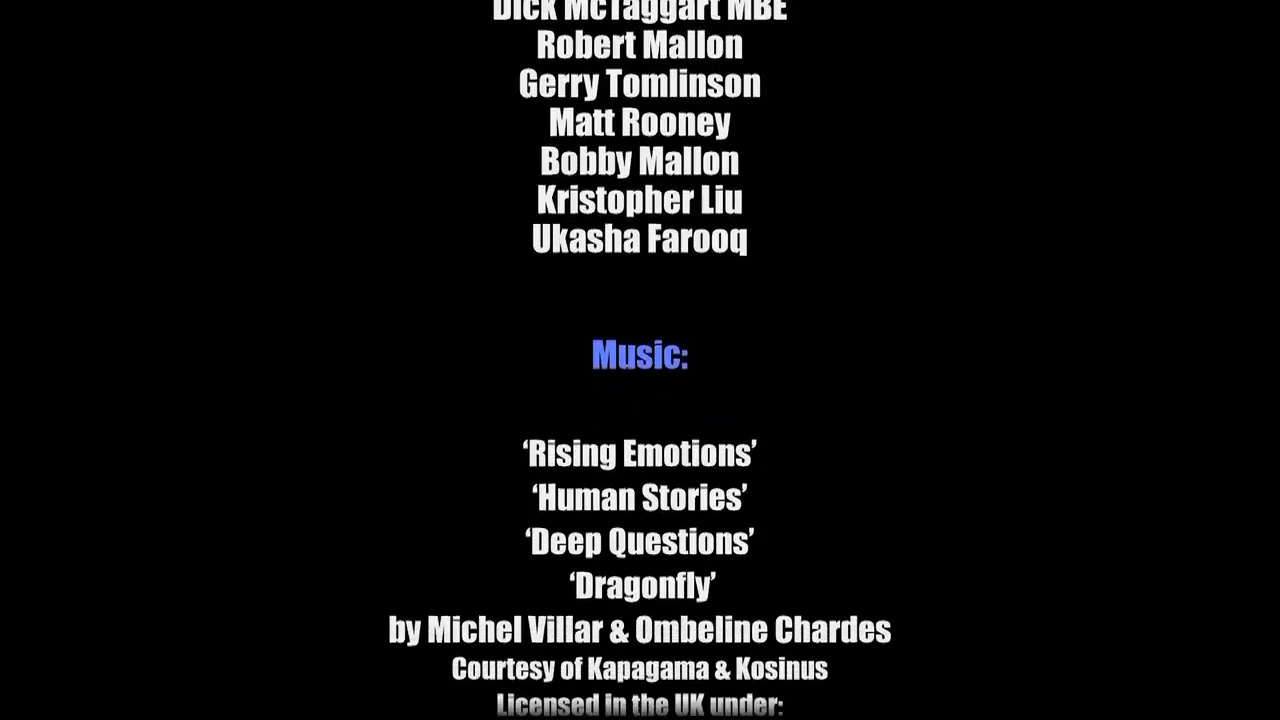 Dick McTaggart MBE
Robert Mallon
Gerry Tomlinson
Matt Rooney
Bobby Mallon
Kristopher Liu
Ukasha Farooq
Music:
‘Rising Emotions’
‘Human Stories’
‘Deep Questions’
‘Dragonfly’
by Michel Villar & Ombeline Chardes
Courtesy of Kapagama & Kosinus
Licensed in the UK under: